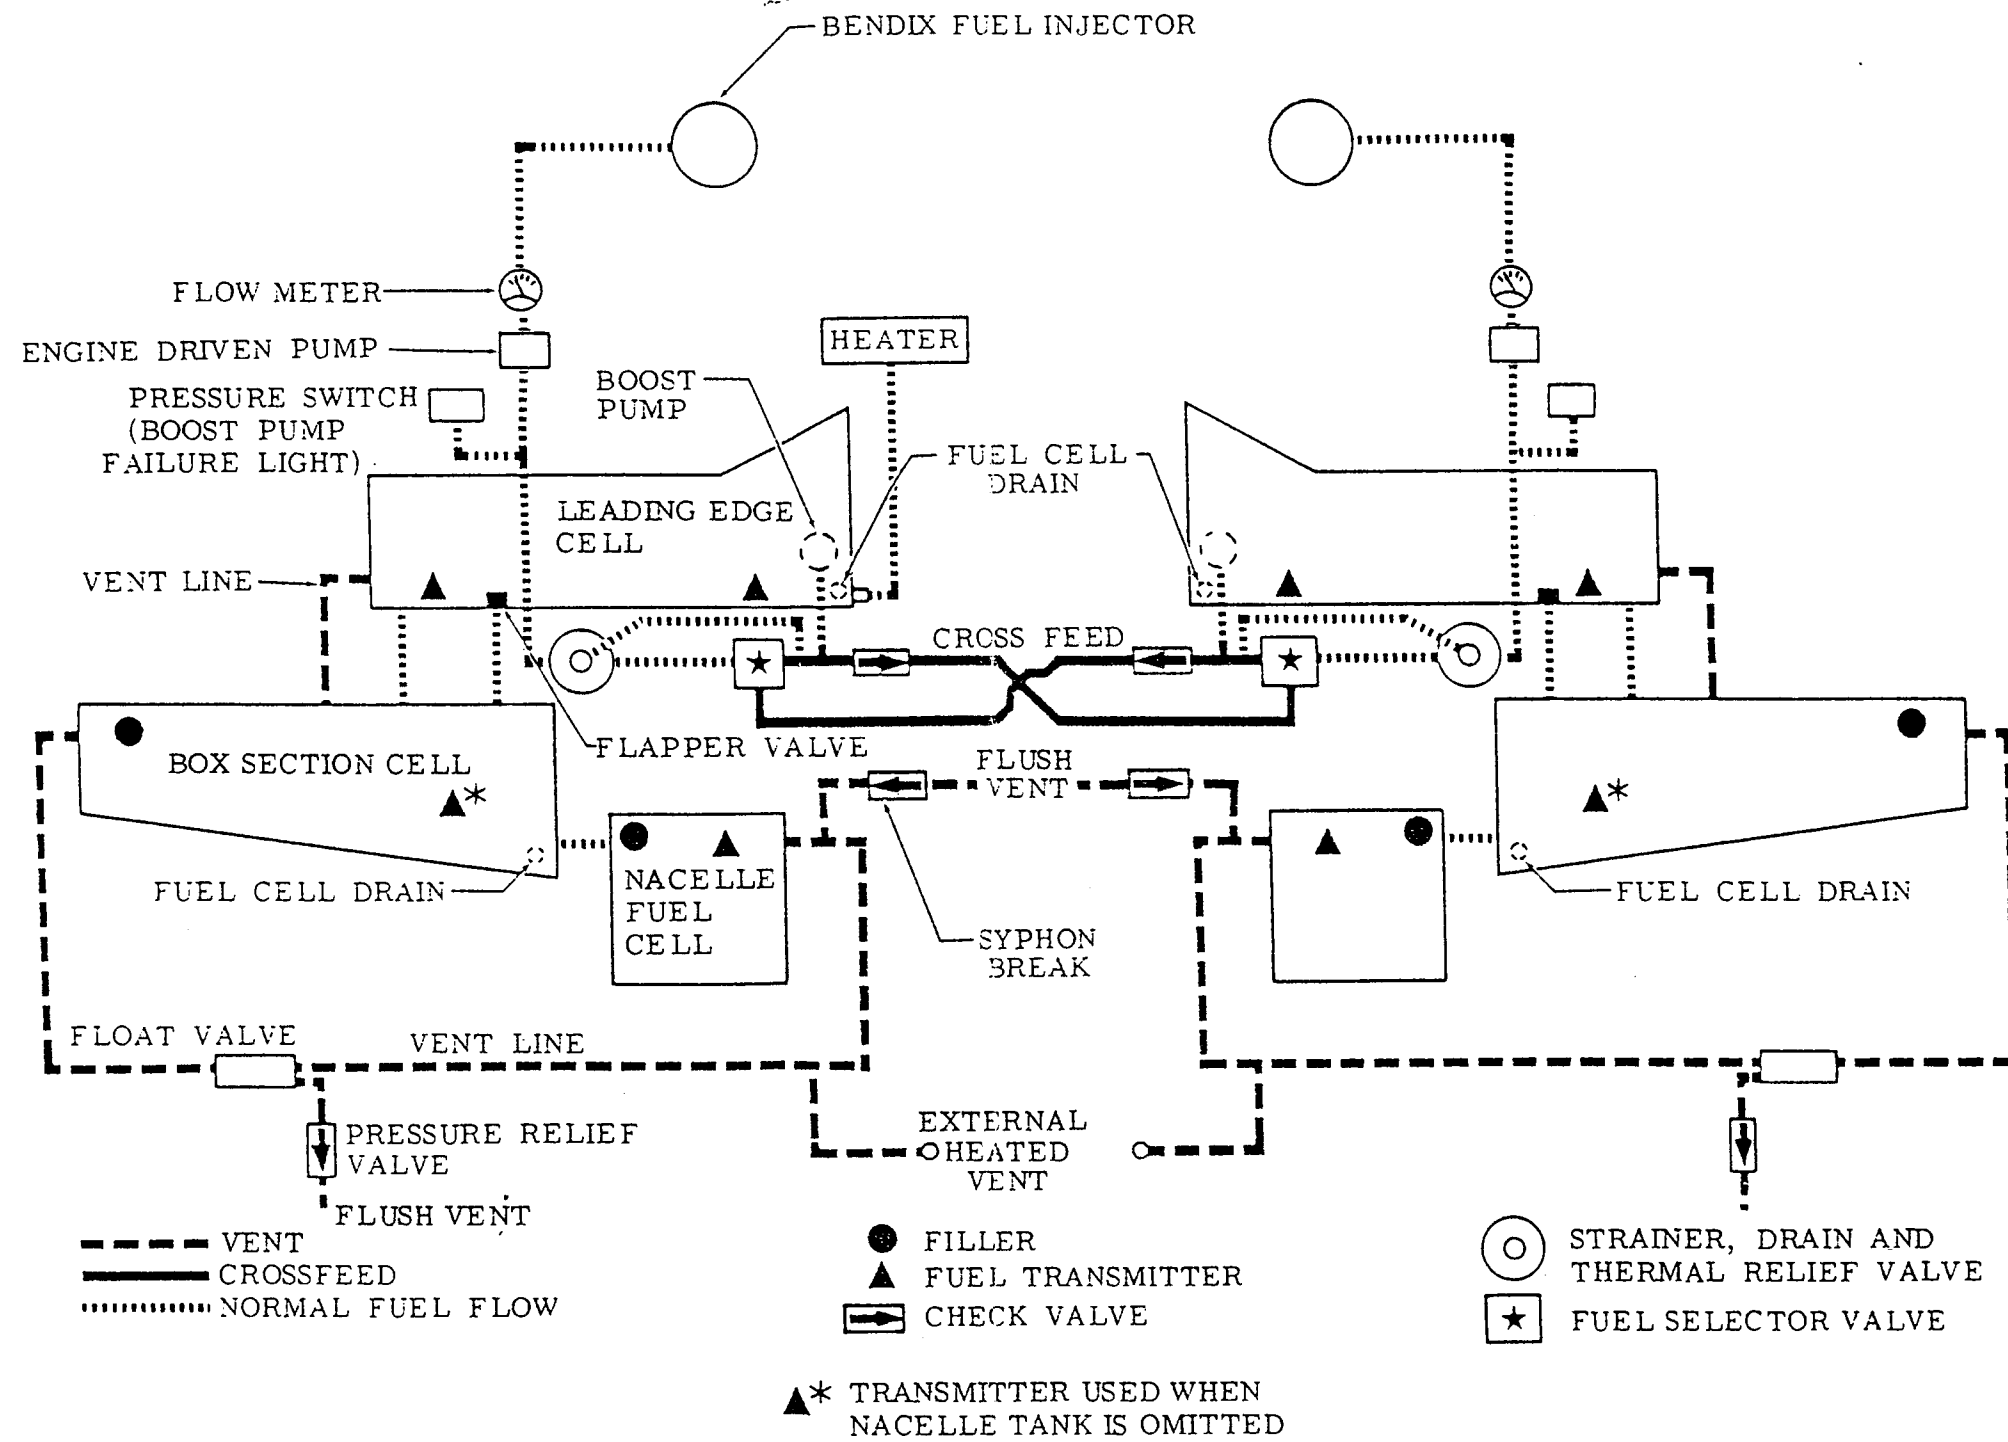 BENDIX FUEL INJECTOR
FLOW METER
ENGINE DRIVEN PUMP
PRESSURE SWITCH
(BOOST PUMP
FAILURE LIGHT)
HEATER
BOOST
PUMP
FUEL CELL
DRAIN
LEADING EDGE
CELL
VENT LINE
CROSS FEED
FLAPPER VALVE
BOX SECTION CELL
FLUSH
VENT
FUEL CELL DRAIN
NACELLE
FUEL
CELL
FUEL CELL DRAIN
SYPHON
BREAK
FLOAT VALVE
VENT LINE
EXTERNAL
HEATED
VENT
PRESSURE RELIEF
VALVE
FLUSH VENT
VENT
CROSSFEED
NORMAL FUEL FLOW
FILLER
FUEL TRANSMITTER
CHECK VALVE
STRAINER, DRAIN AND
THERMAL RELIEF VALVE
FUEL SELECTOR VALVE
* TRANSMITTER USED WHEN
NACELLE TANK IS OMITTED